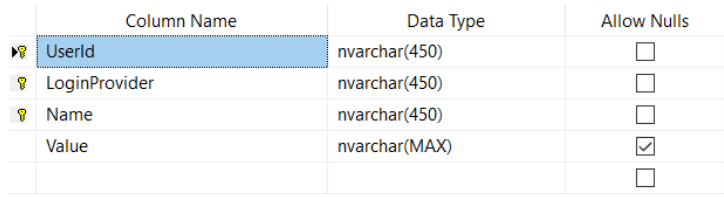 Column Name Data Type Allow Nulls
UserId nvarchar(450)
LoginProvider nvarchar(450)
Name nvarchar(450)
Value nvarchar(MAX)